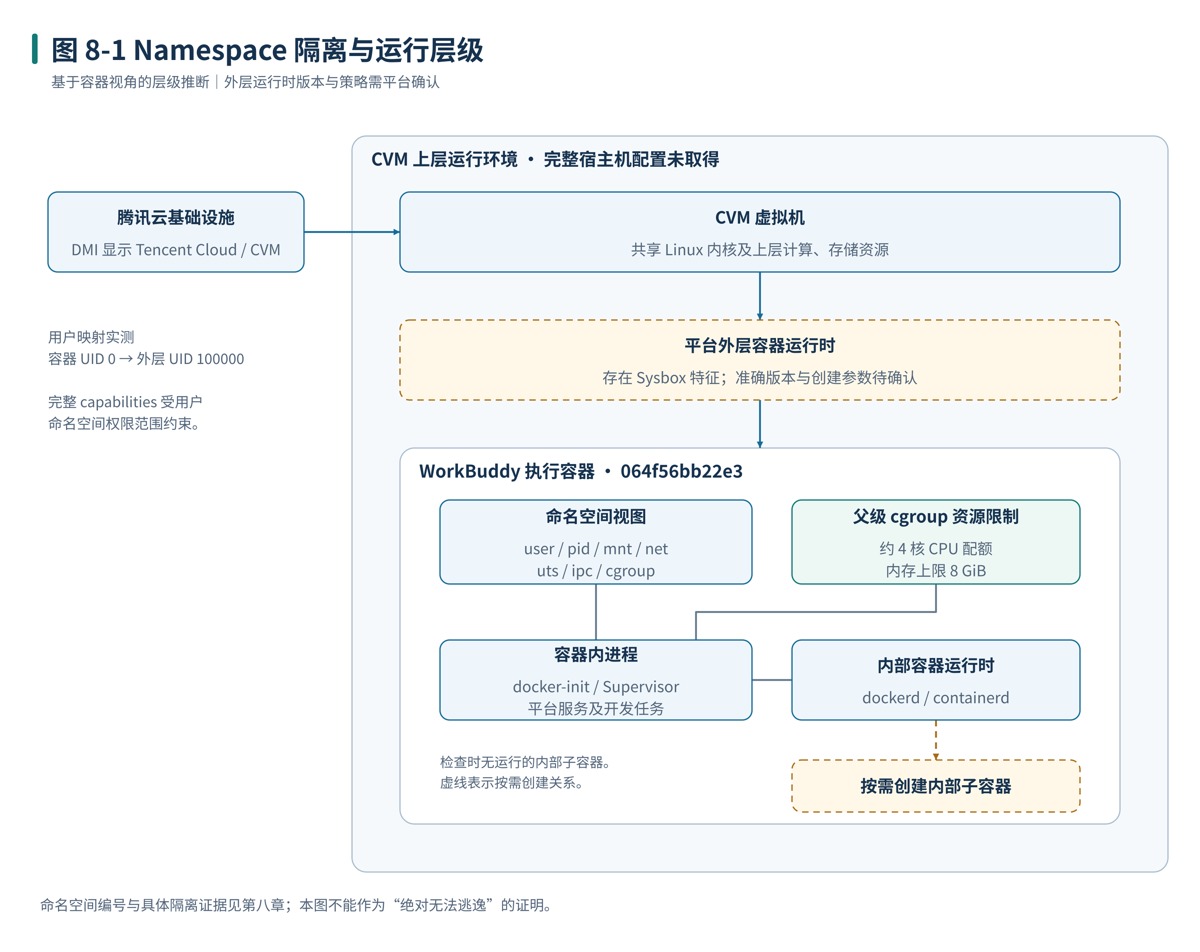 图 8-1 Namespace 隔离与运行层级
基于容器视角的层级推断｜外层运行时版本与策略需平台确认
CVM 上层运行环境 · 完整宿主机配置未取得
腾讯云基础设施
DMI 显示 Tencent Cloud / CVM
CVM 虚拟机
共享 Linux 内核及上层计算、存储资源
用户映射实测
容器 UID 0 → 外层 UID 100000
完整 capabilities 受用户
命名空间权限范围约束。
平台外层容器运行时
存在 Sysbox 特征；准确版本与创建参数待确认
WorkBuddy 执行容器 · 064f56bb22e3
命名空间视图
user / pid / mnt / net
uts / ipc / cgroup
父级 cgroup 资源限制
约 4 核 CPU 配额
内存上限 8 GiB
容器内进程
docker-init / Supervisor
平台服务及开发任务
内部容器运行时
dockerd / containerd
检查时无运行的内部子容器。
虚线表示按需创建关系。
按需创建内部子容器
命名空间编号与具体隔离证据见第八章；本图不能作为“绝对无法逃逸”的证明。